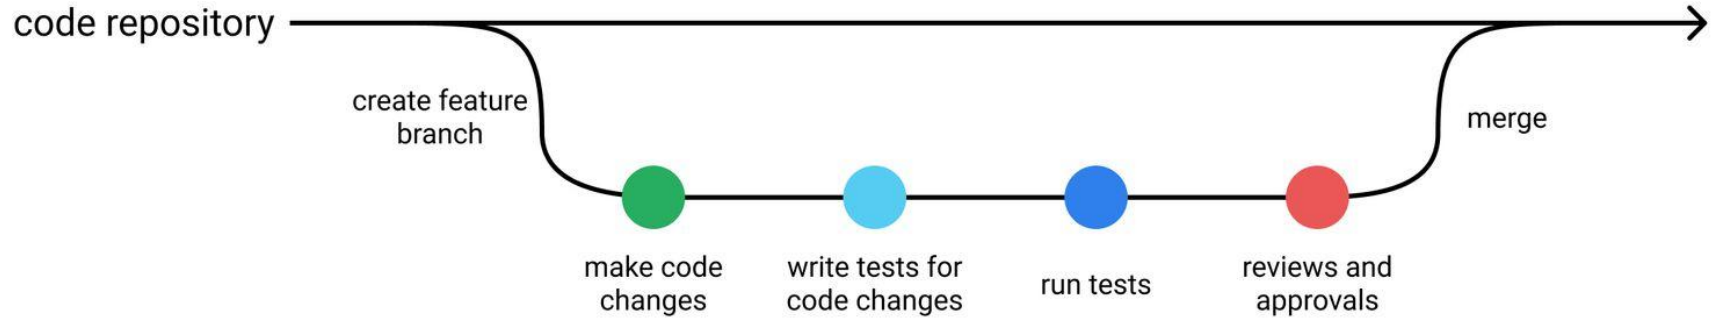 code repository
create feature
branch
merge
make code
changes
write tests for
code changes
run tests
reviews and
approvals